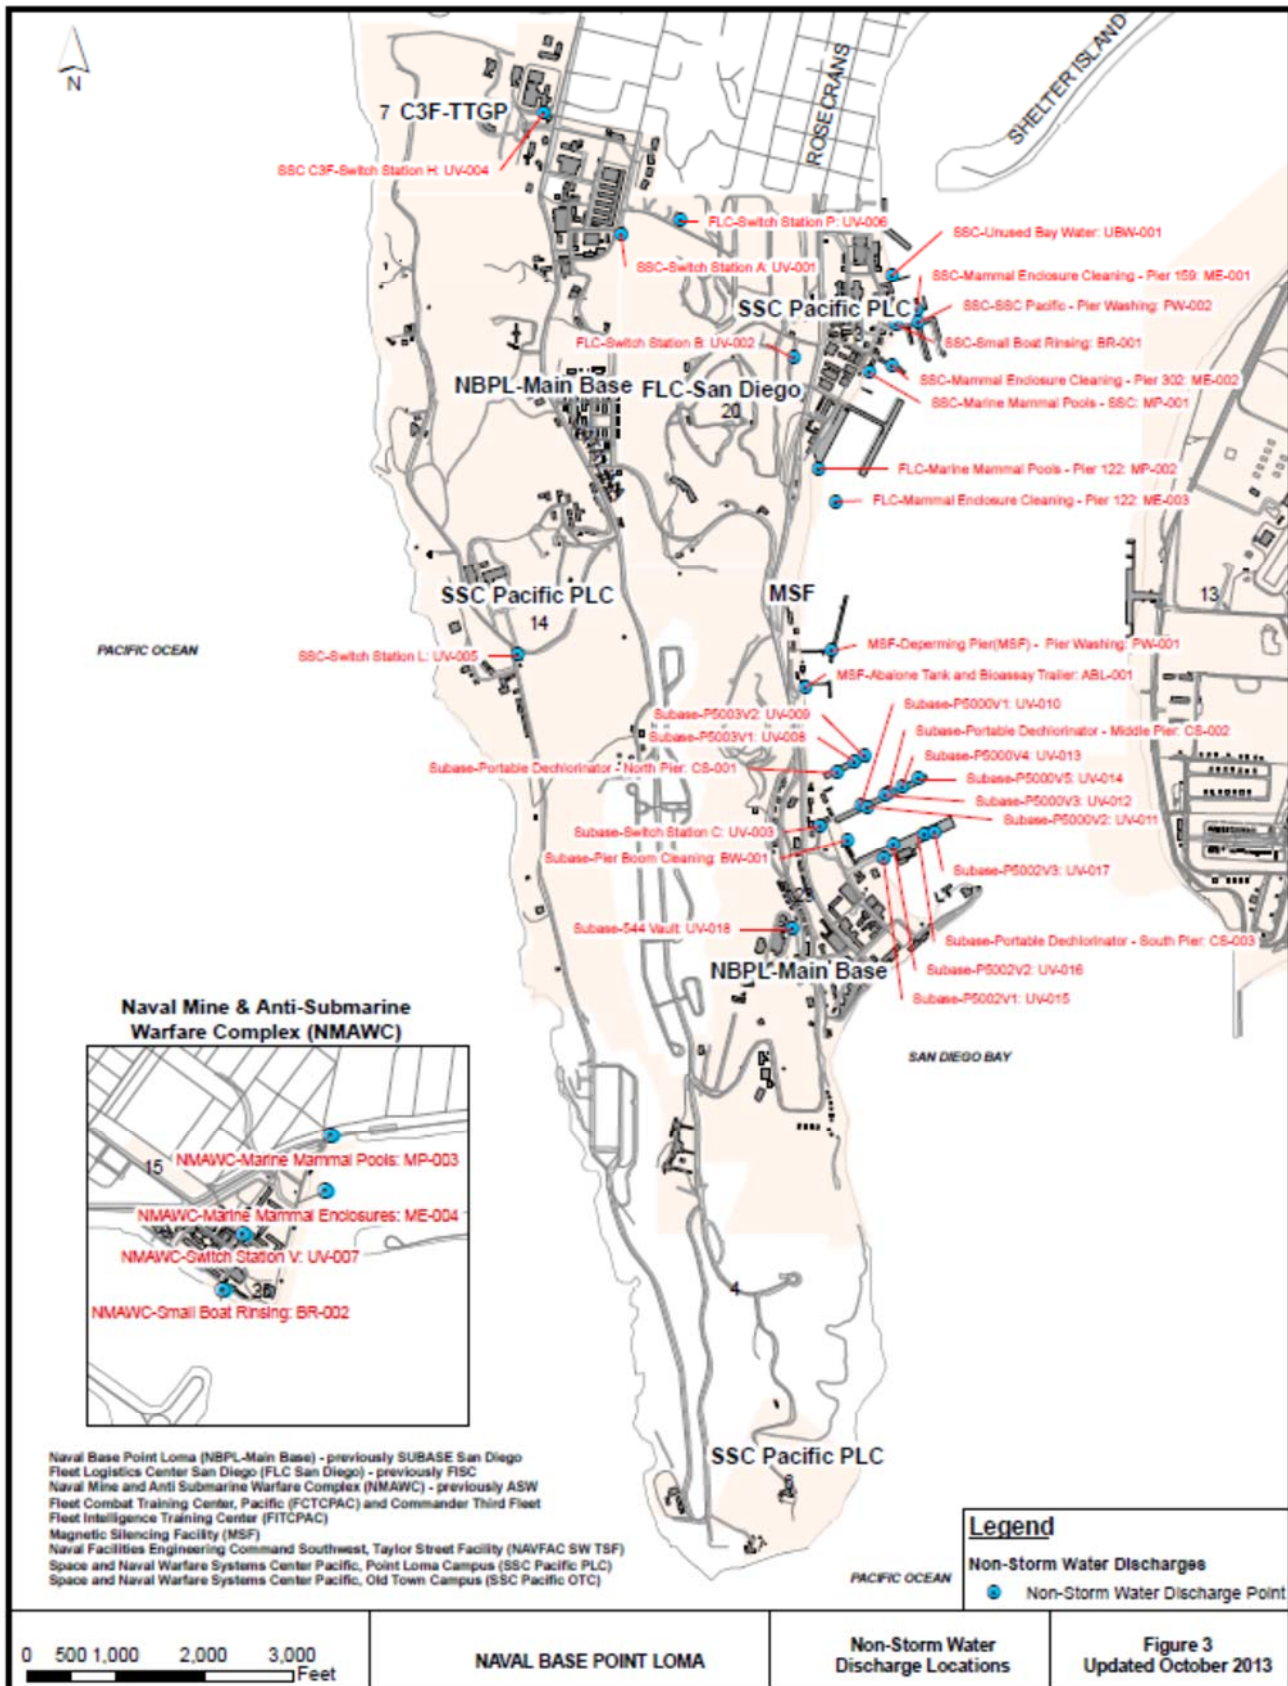 N
7 C3F-TTGP
ROSECRANS
SHELTER ISLAND
SSC C3F-Switch Station H: UV-004
FLC-Switch Station P: UV-006
SSC-Switch Station A: UV-001
SSC-Unused Bay Water: UBW-001
SSC-Mammal Enclosure Cleaning - Pier 159: ME-001
SSC Pacific PLC
SSC-SSC Pacific - Pier Washing: PW-002
3
FLC-Switch Station B: UV-002
SSC-Small Boat Rinsing: BR-001
NBPL-Main Base
FLC-San Diego
20
SSC-Mammal Enclosure Cleaning - Pier 302: ME-002
SSC-Marine Mammal Pools - SSC: MP-001
FLC-Marine Mammal Pools - Pier 122: MP-002
FLC-Mammal Enclosure Cleaning - Pier 122: ME-003
SSC Pacific PLC
14
MSF
13
PACIFIC OCEAN
SSC-Switch Station L: UV-005
MSF-Deperming Pier(MSF) - Pier Washing: PW-001
MSF-Abalone Tank and Bioassay Trailer: ABL-001
Subase-P5003V2: UV-009
Subase-P5000V1: UV-010
Subase-P5003V1: UV-008
Subase-Portable Dechlorinator - Middle Pier: CS-002
Subase-P5000V4: UV-013
Subase-Portable Dechlorinator - North Pier: CS-001
Subase-P5000V5: UV-014
Subase-P5000V3: UV-012
Subase-P5000V2: UV-011
Subase-Switch Station C: UV-003
Subase-Pier Boom Cleaning: BW-001
Subase-P5002V3: UV-017
Subase-544 Vault: UV-018
Subase-Portable Dechlorinator - South Pier: CS-003
NBPL-Main Base
Subase-P5002V2: UV-016
Subase-P5002V1: UV-015
SAN DIEGO BAY
Naval Mine & Anti-Submarine
Warfare Complex (NMAWC)
15
NMAWC-Marine Mammal Pools: MP-003
NMAWC-Marine Mammal Enclosures: ME-004
NMAWC-Switch Station V: UV-007
NMAWC-Small Boat Rinsing: BR-002
4
SSC Pacific PLC
Naval Base Point Loma (NBPL-Main Base) - previously SUBASE San Diego
Fleet Logistics Center San Diego (FLC San Diego) - previously FISC
Naval Mine and Anti Submarine Warfare Complex (NMAWC) - previously ASW
Fleet Combat Training Center, Pacific (FCTCPAC) and Commander Third Fleet
Fleet Intelligence Training Center (FITCPAC)
Magnetic Silencing Facility (MSF)
Naval Facilities Engineering Command Southwest, Taylor Street Facility (NAVFAC SW TSF)
Space and Naval Warfare Systems Center Pacific, Point Loma Campus (SSC Pacific PLC)
Space and Naval Warfare Systems Center Pacific, Old Town Campus (SSC Pacific OTC)
PACIFIC OCEAN
Legend
Non-Storm Water Discharges
Non-Storm Water Discharge Point
0 500 1,000 2,000 3,000
Feet
NAVAL BASE POINT LOMA
Non-Storm Water
Discharge Locations
Figure 3
Updated October 2013